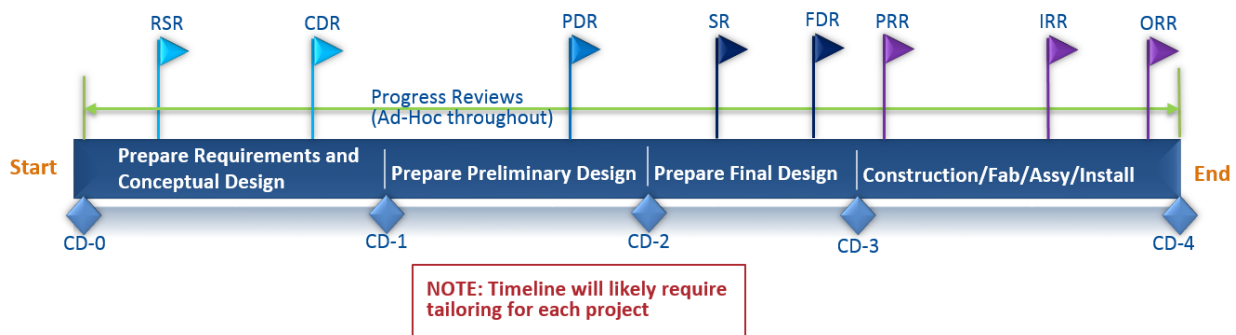 RSR CDR PDR SR FDR PRR IRR ORR
Progress Reviews
(Ad-Hoc throughout)
Start
Prepare Requirements and
Conceptual Design
Prepare Preliminary Design
Prepare Final Design
Construction/Fab/Assy/Install
End
CD-0 CD-1 CD-2 CD-3 CD-4
NOTE: Timeline will likely require
tailoring for each project